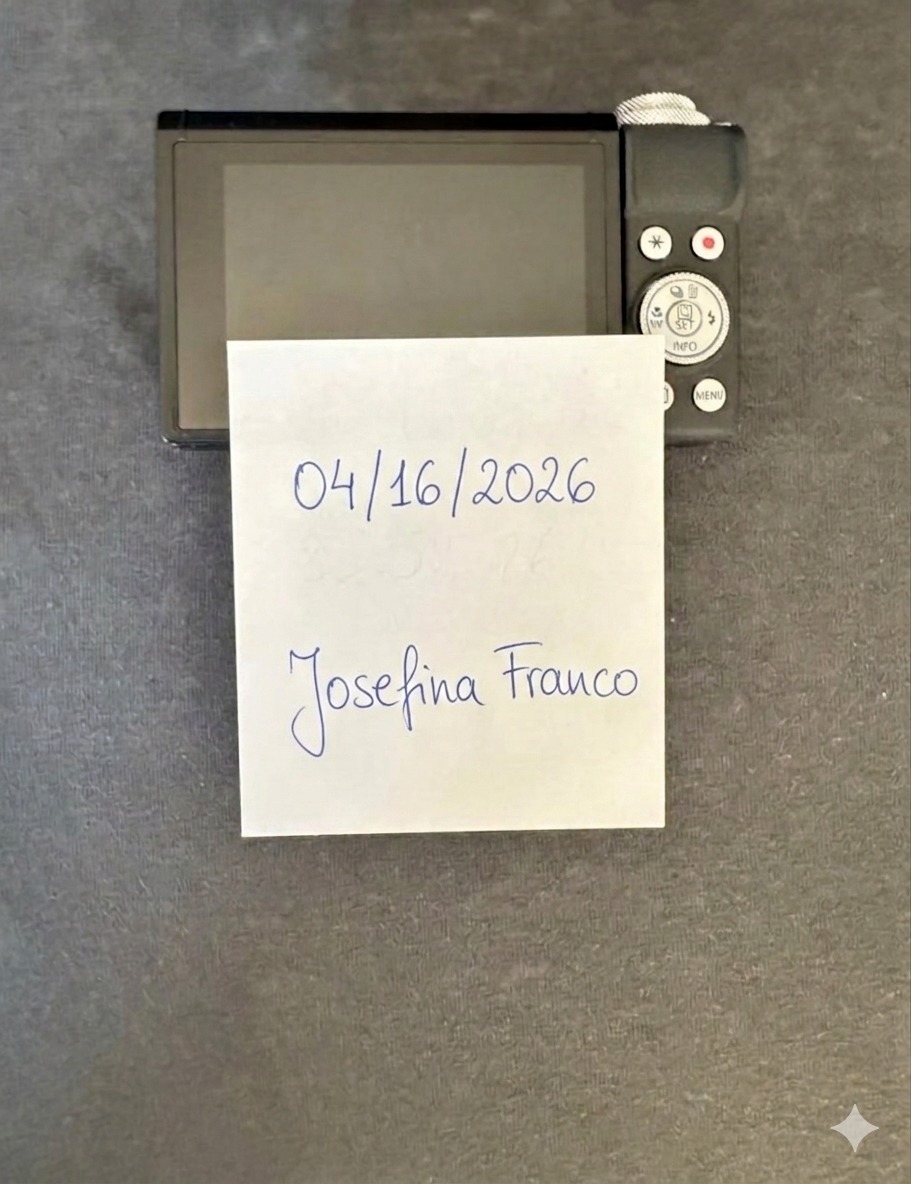 *
SET
INFO
MENU
04/16/2026
Josefina Franco